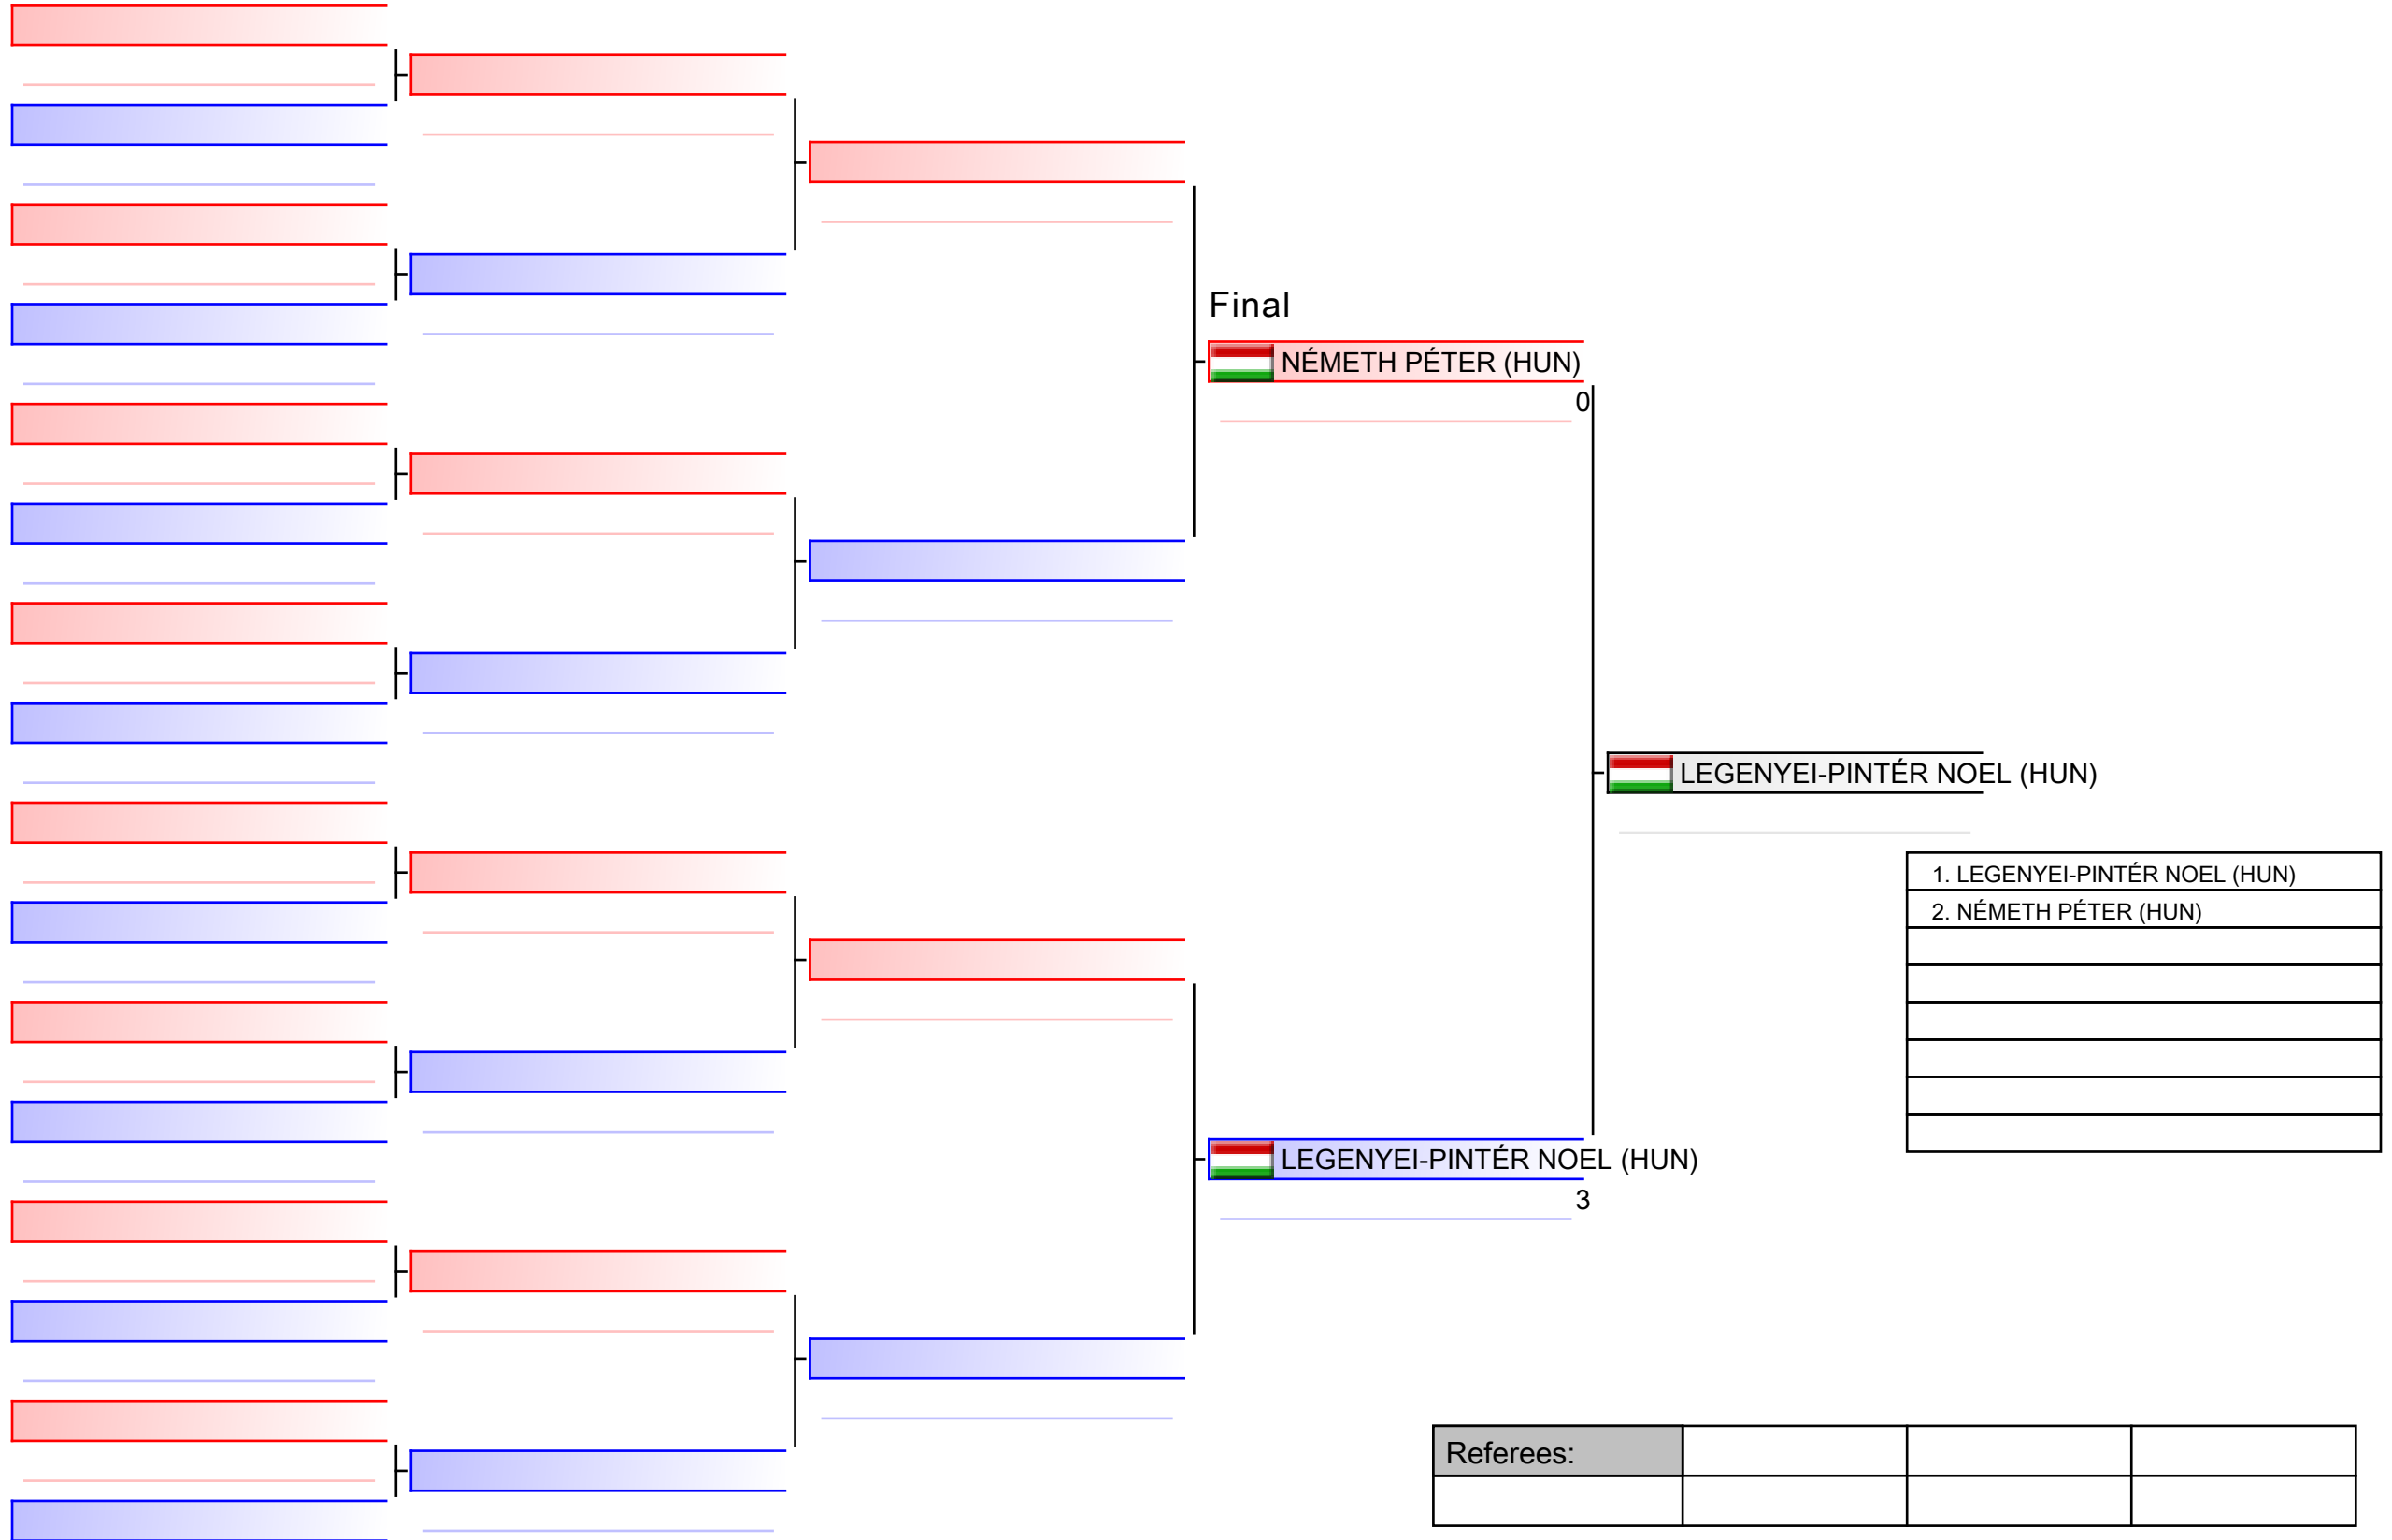 Final
NÉMETH PÉTER (HUN)
0
LEGENYEI-PINTÉR NOEL (HUN)
1. LEGENYEI-PINTÉR NOEL (HUN)
2. NÉMETH PÉTER (HUN)
LEGENYEI-PINTÉR NOEL (HUN)
3
Referees: